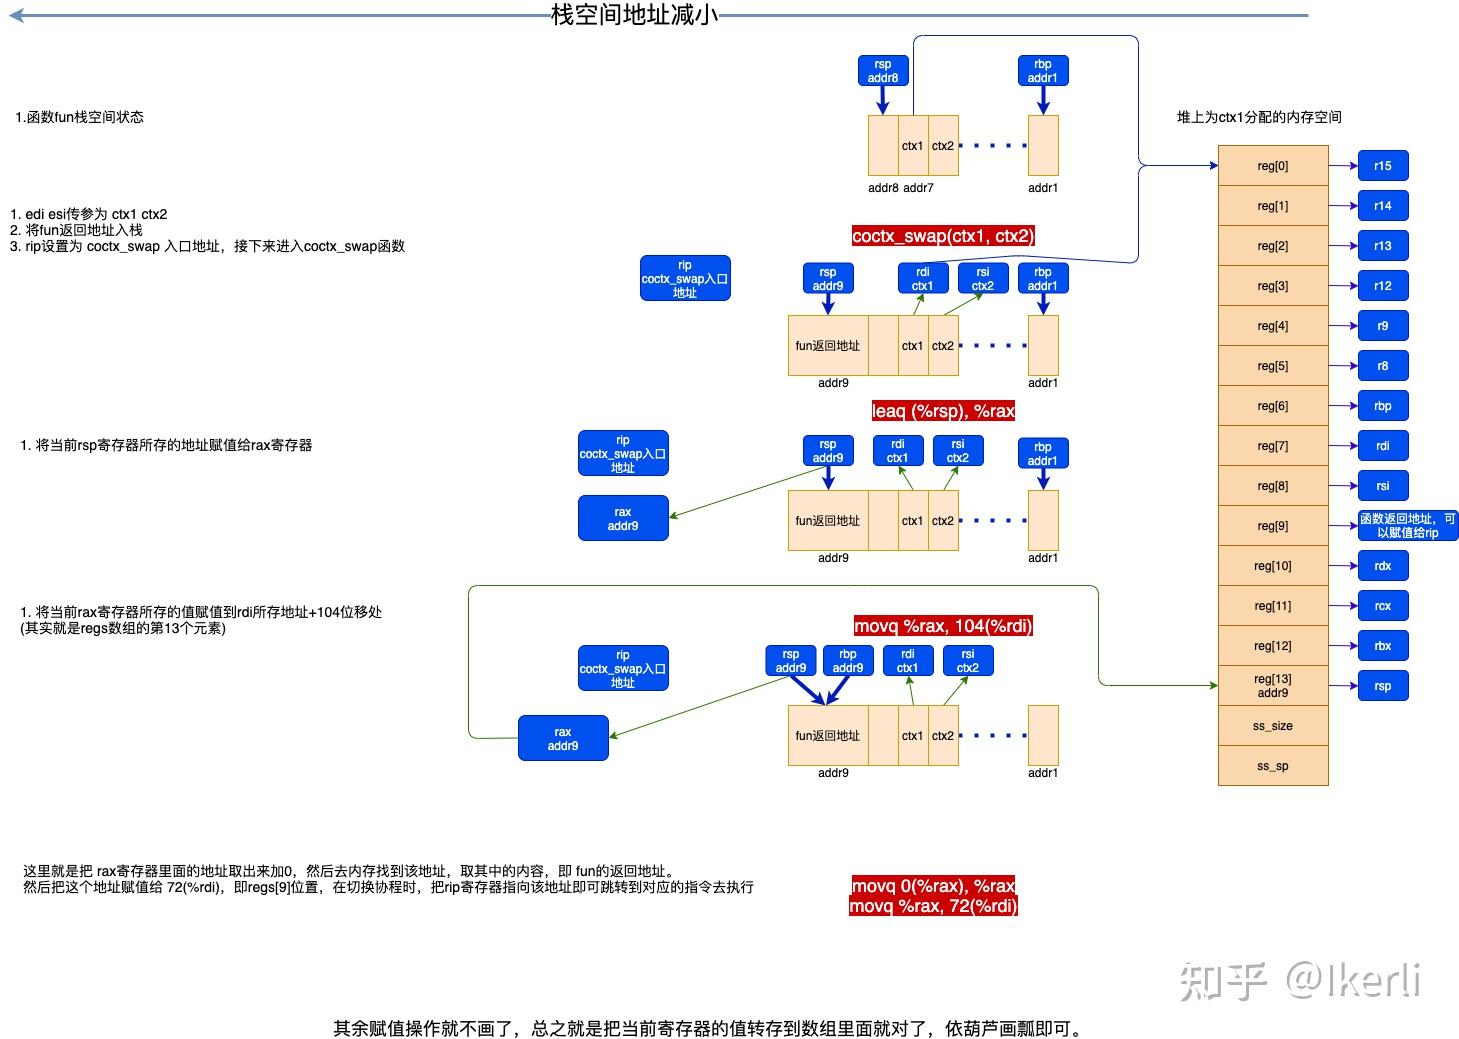 栈空间地址减小
rsp
addr8
rbp
addr1
1.函数fun栈空间状态
ctx1
ctx2
addr8
addr7
addr1
堆上为ctx1分配的内存空间
1. edi esi传参为 ctx1 ctx2
2. 将fun返回地址入栈
3. rip设置为 coctx_swap 入口地址，接下来进入coctx_swap函数
coctx_swap(ctx1, ctx2)
rip
coctx_swap入口
地址
rsp
addr9
rdi
ctx1
rsi
ctx2
rbp
addr1
fun返回地址
ctx1
ctx2
addr9
addr1
leaq (%rsp), %rax
1. 将当前rsp寄存器所存的地址赋值给rax寄存器
rip
coctx_swap入口
地址
rsp
addr9
rdi
ctx1
rsi
ctx2
rbp
addr1
rax
addr9
fun返回地址
ctx1
ctx2
addr9
addr1
1. 将当前rax寄存器所存的值赋值到rdi所存地址+104位移处
(其实就是regs数组的第13个元素)
movq %rax, 104(%rdi)
rip
coctx_swap入口
地址
rsp
addr9
rbp
addr9
rdi
ctx1
rsi
ctx2
rax
addr9
fun返回地址
ctx1
ctx2
addr9
addr1
reg[0]
r15
reg[1]
r14
reg[2]
r13
reg[3]
r12
reg[4]
r9
reg[5]
r8
reg[6]
rbp
reg[7]
rdi
reg[8]
rsi
reg[9]
函数返回地址，可
以赋值给rip
reg[10]
rdx
reg[11]
rcx
reg[12]
rbx
reg[13]
addr9
rsp
ss_size
ss_sp
这里就是把 rax寄存器里面的地址取出来加0，然后去内存找到该地址，取其中的内容，即 fun的返回地址。
然后把这个地址赋值给 72(%rdi)，即regs[9]位置，在切换协程时，把rip寄存器指向该地址即可跳转到对应的指令去执行
movq 0(%rax), %rax
movq %rax, 72(%rdi)
知乎 @lkerli
其余赋值操作就不画了，总之就是把当前寄存器的值转存到数组里面就对了，依葫芦画瓢即可。